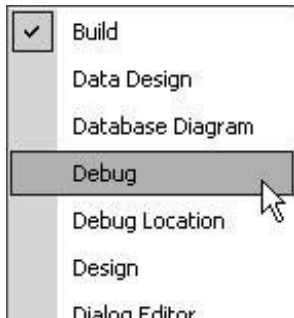 Build
Data Design
Database Diagram
Debug
Debug Location
Design
Dialog Editor